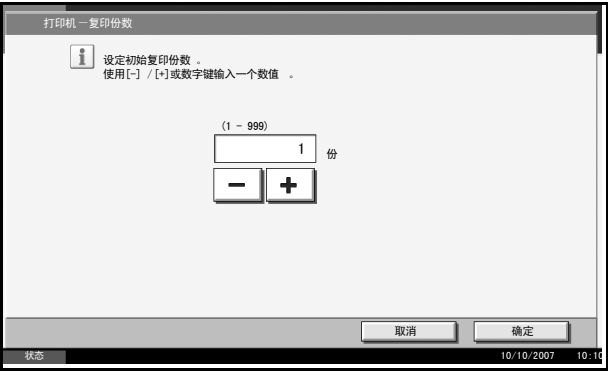 打印机－复印份数
设定初始复印份数 。
使用[-] /[+]或数字键输入一个数值 。
(1 - 999)
1 份
取消 确定
状态 10/10/2007 10:10